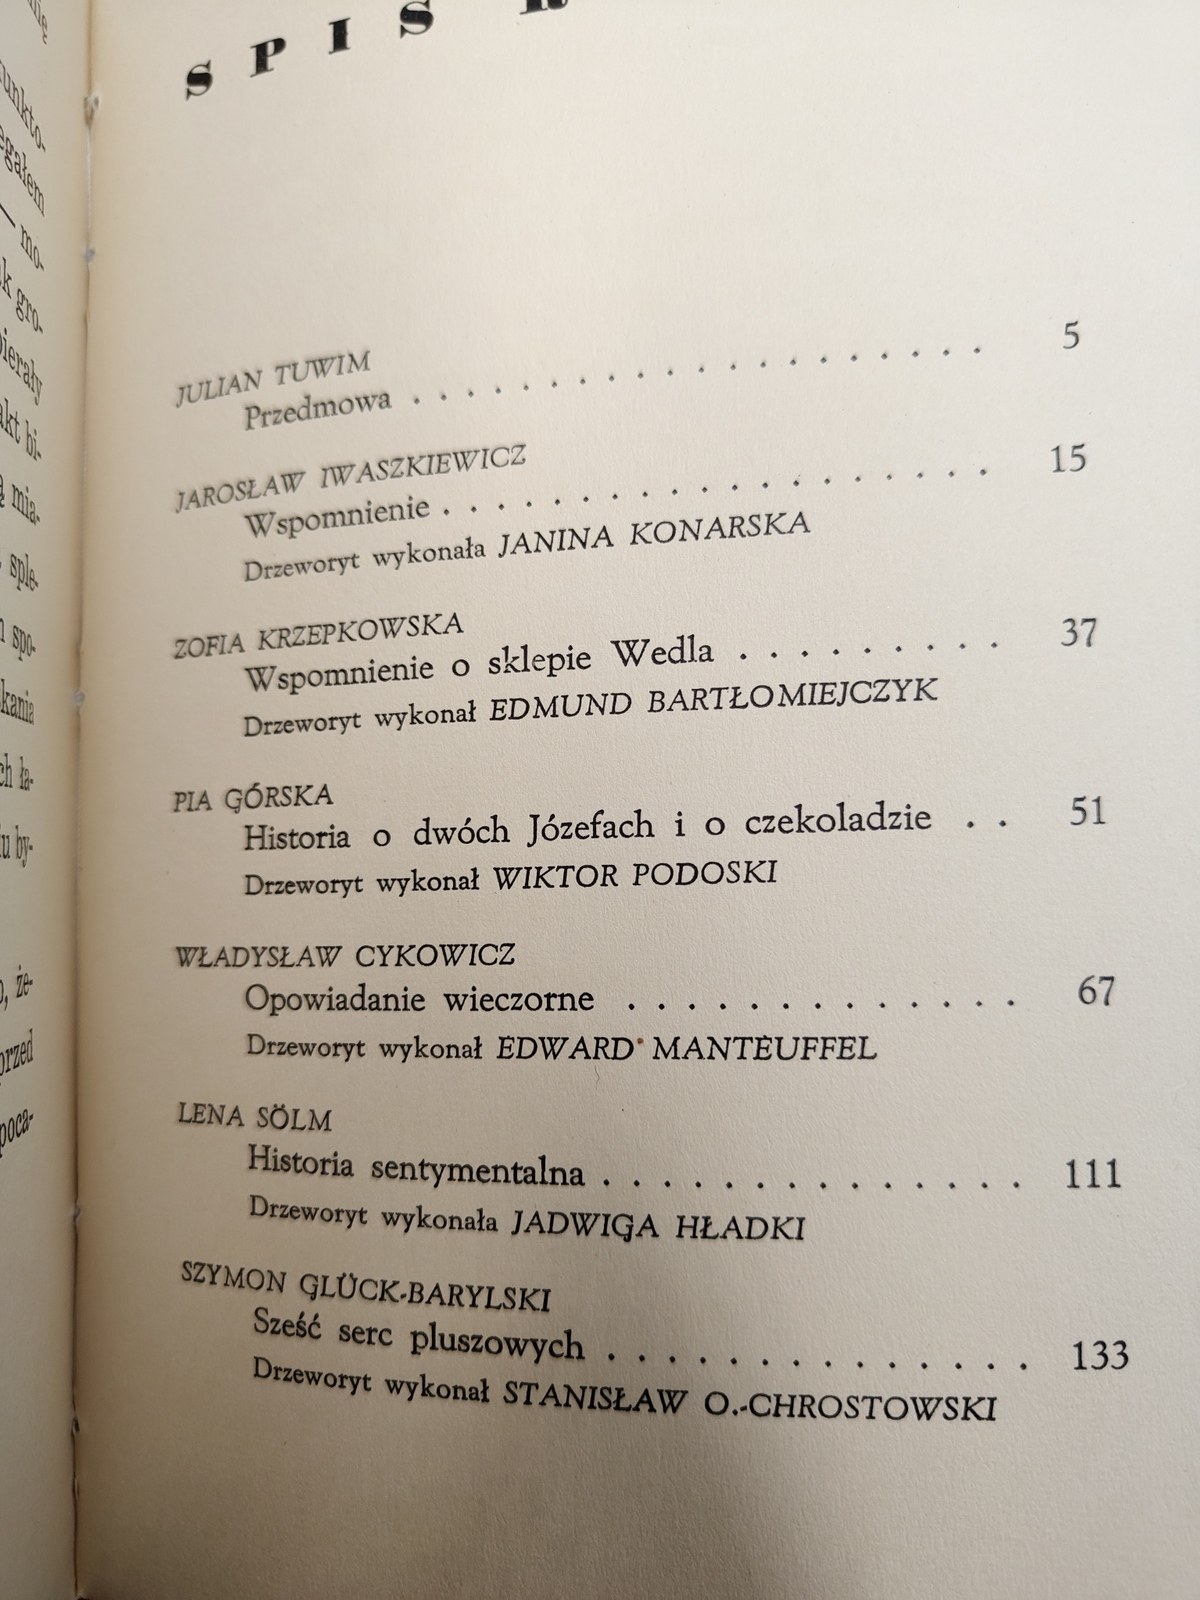 SPIS R
JULIAN TUWIM
Przedmowa . . . . . . . . . . . . . . . . . . . . . 5
JAROSŁAW IWASZKIEWICZ
Wspomnienie . . . . . . . . . . . . . . . . . . . . 15
Drzeworyt wykonała JANINA KONARSKA
ZOFIA KRZEPKOWSKA
Wspomnienie o sklepie Wedla . . . . . . . . . 37
Drzeworyt wykonał EDMUND BARTŁOMIEJCZYK
PIA GÓRSKA
Historia o dwóch Józefach i o czekoladzie . . 51
Drzeworyt wykonał WIKTOR PODOSKI
WŁADYSŁAW CYKOWICZ
Opowiadanie wieczorne . . . . . . . . . . . . . 67
Drzeworyt wykonał EDWARD MANTEUFFEL
LENA SÖLM
Historia sentymentalna . . . . . . . . . . . . . . . 111
Drzeworyt wykonała JADWIGA HŁADKI
SZYMON GLÜCK-BARYLSKI
Sześć serc pluszowych . . . . . . . . . . . . . . . 133
Drzeworyt wykonał STANISŁAW O.-CHROSTOWSKI